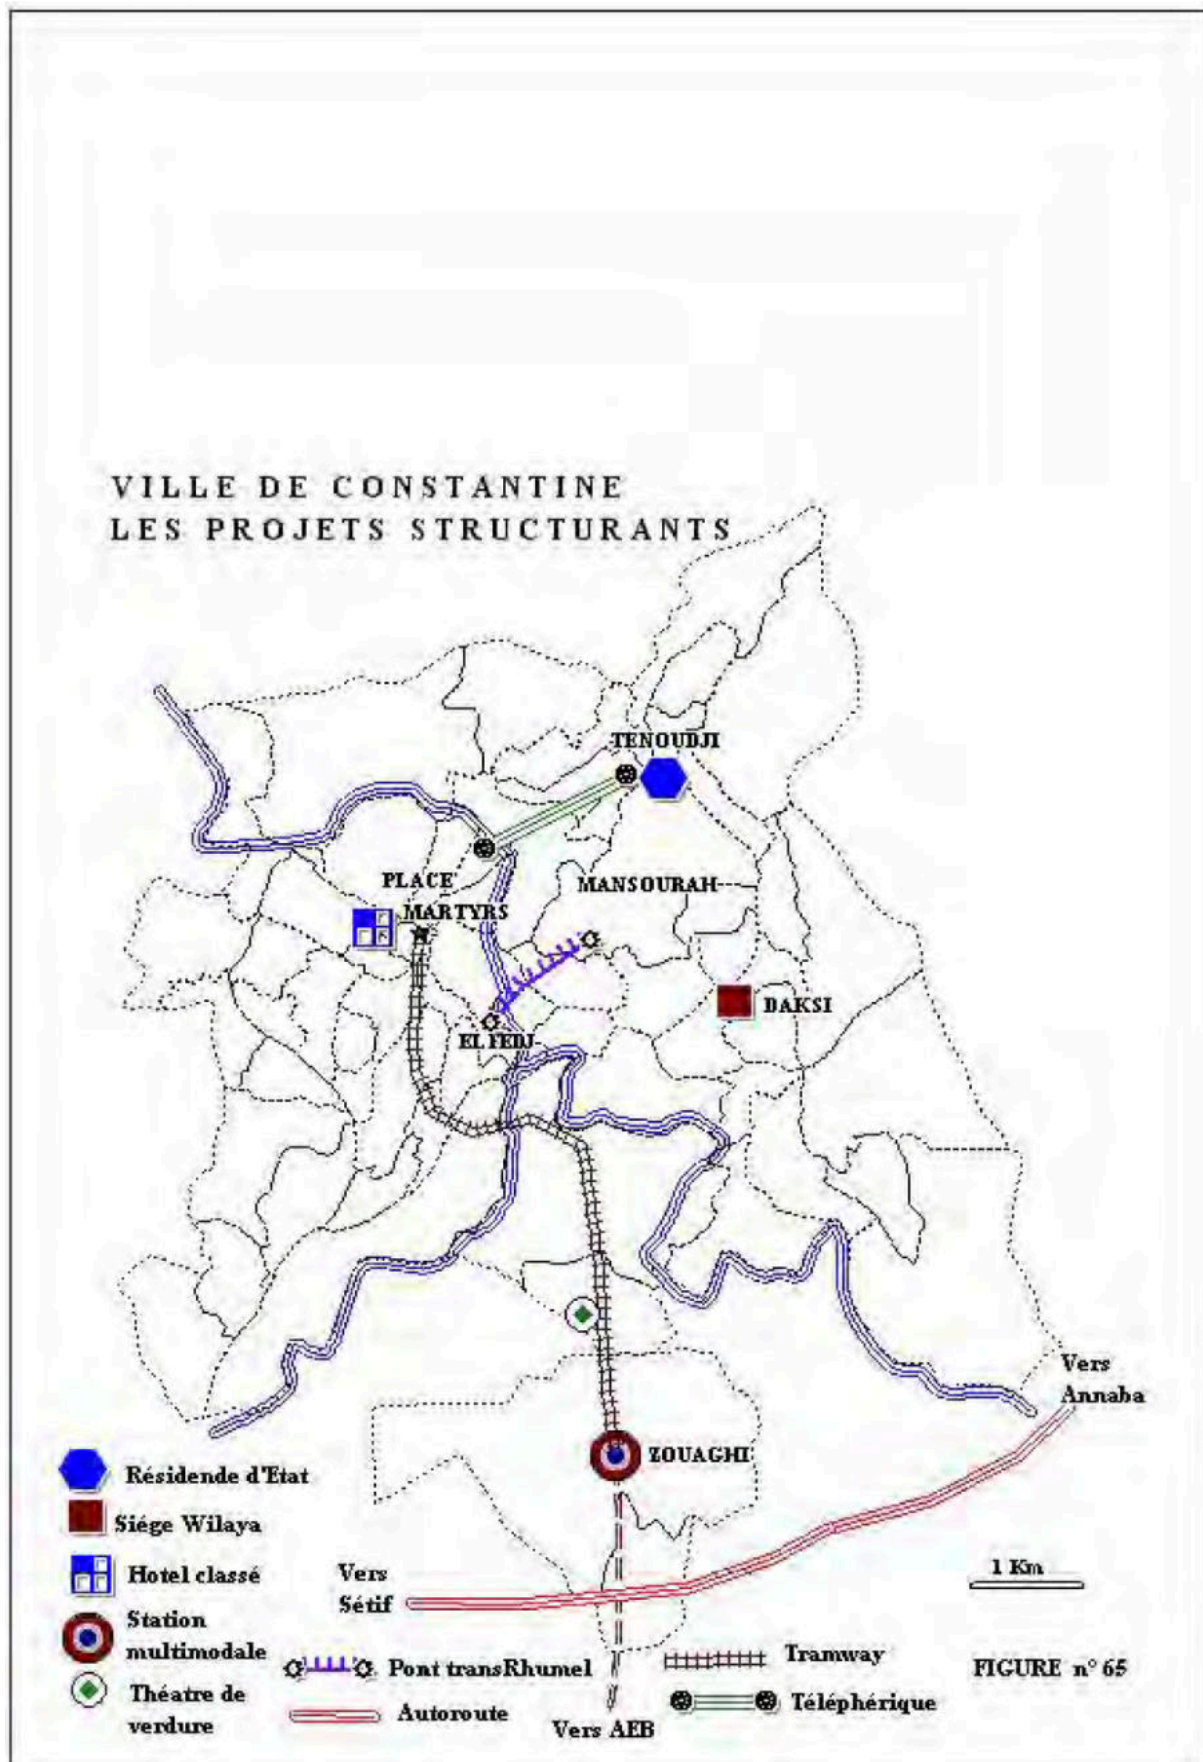 VILLE DE CONSTANTINE
LES PROJETS STRUCTURANTS
TENOUDJI
PLACE
MARTYRS
MANSOURAH
BAKSI
EL FEDJ
Vers
Annaba
ZOUAGHI
Résidende d'Etat
Siége Wilaya
Hotel classé
Station
multimodale
Théatre de
verdure
Vers
Sétif
1 Km
Pont transRhumel
Autoroute
Tramway
Téléphérique
Vers AEB
FIGURE n° 65